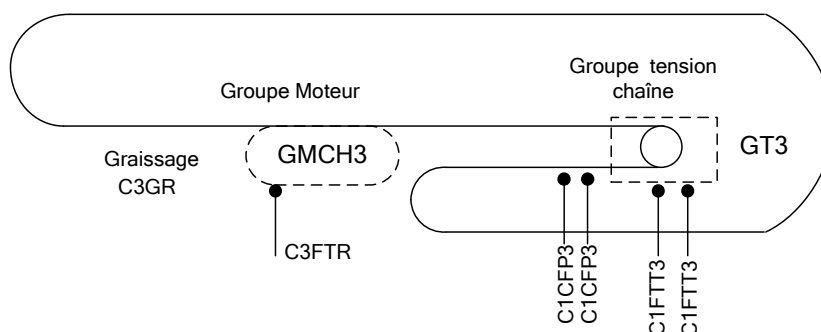 Groupe tension
chaîne
Groupe Moteur
GMCH3
GT3
Graissage
C3GR
C3FTR
C1CFP3
C1CFP3
C1FTT3
C1FTT3